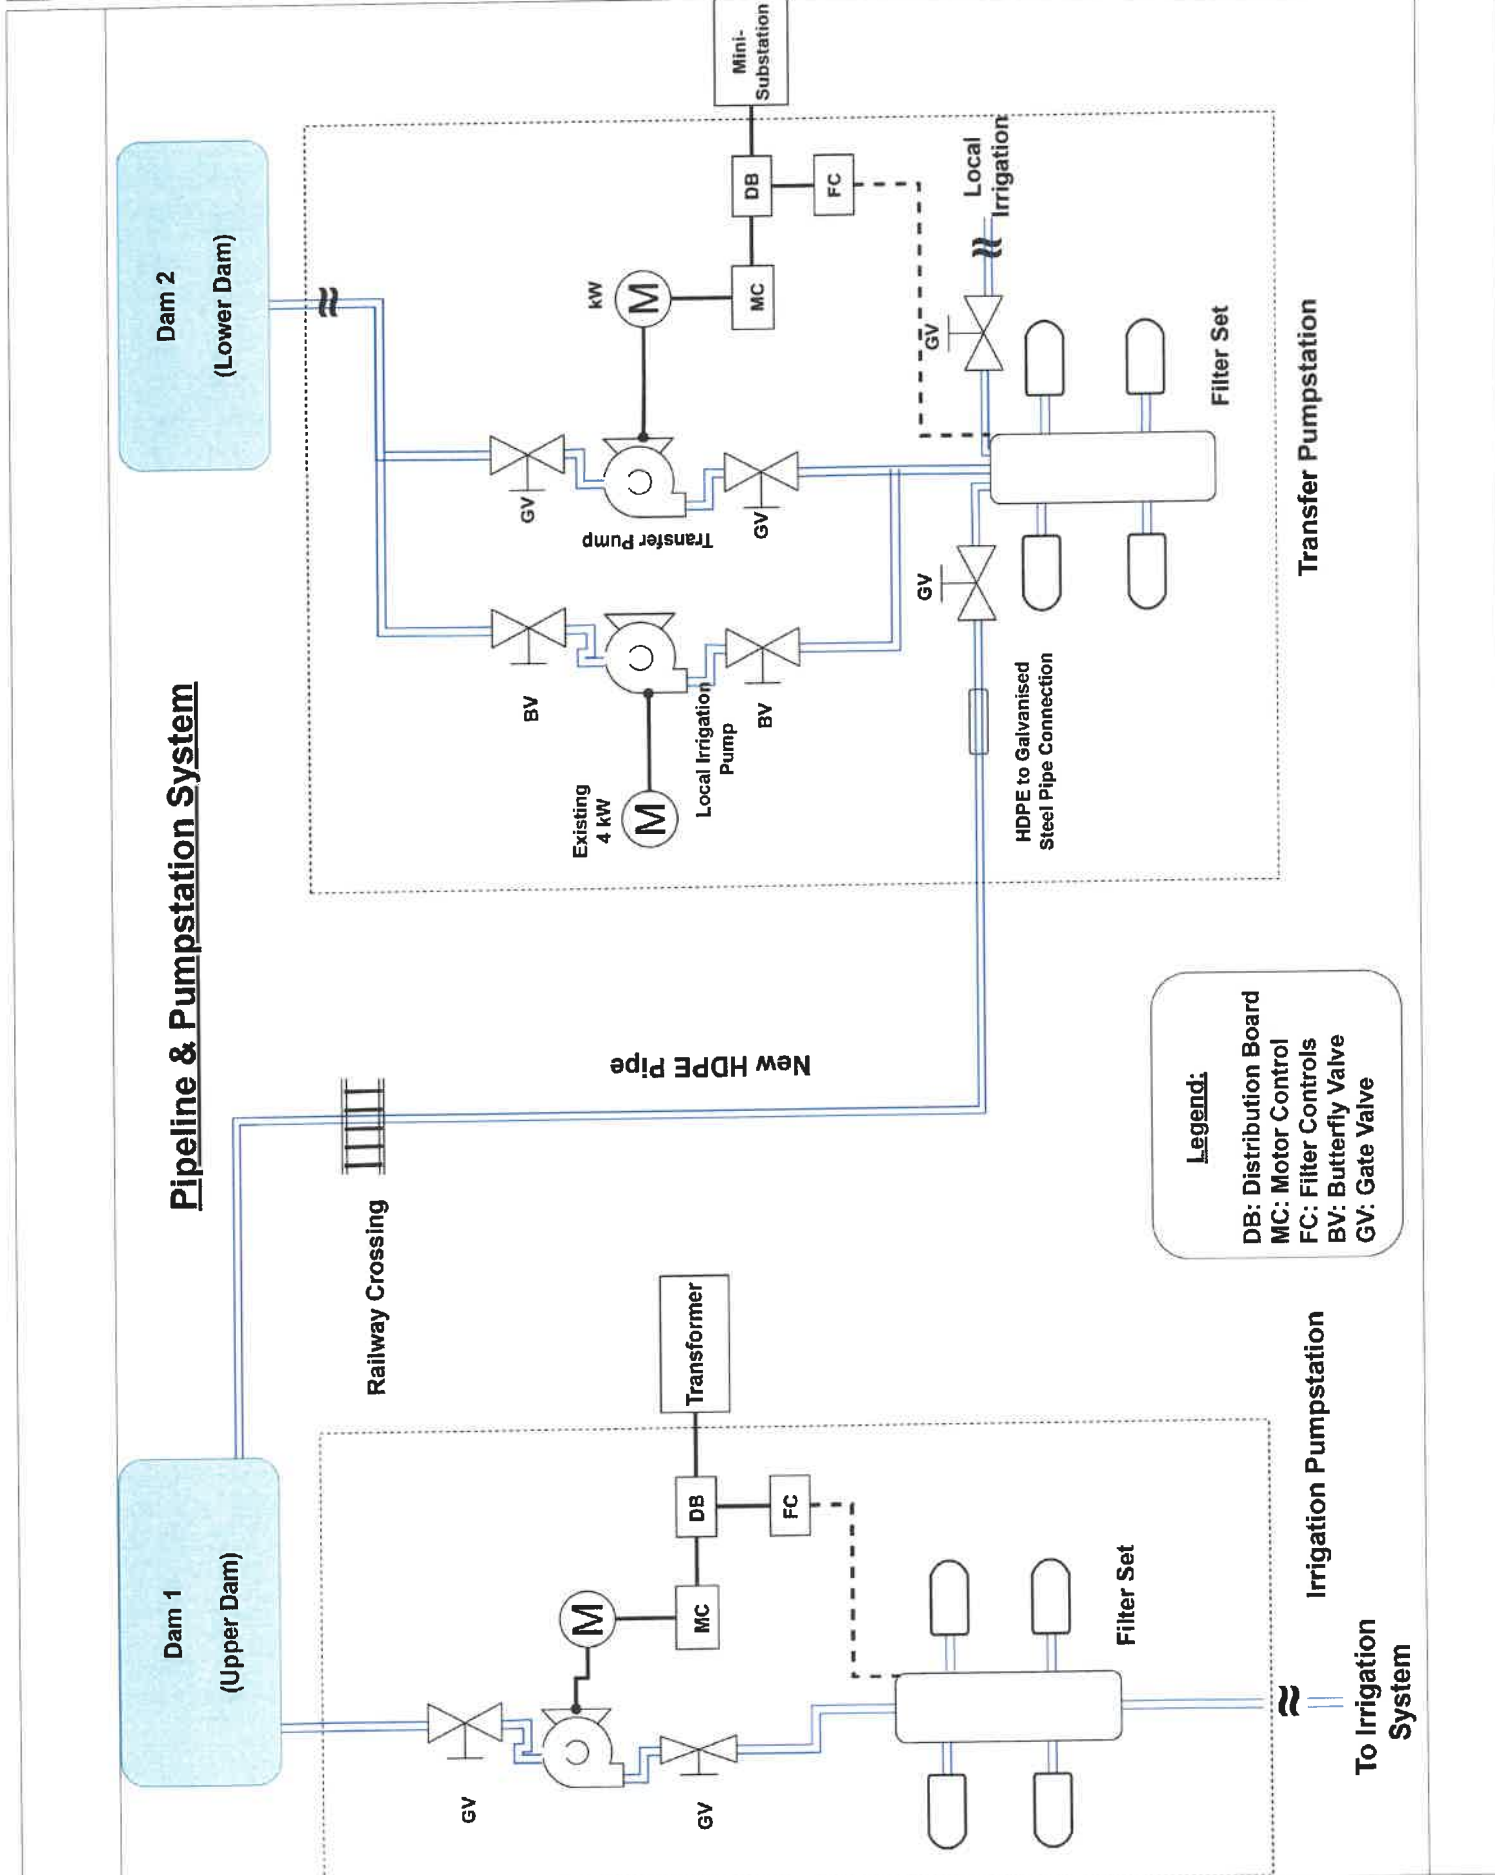 Pipeline & Pumpstation System
Dam 1
(Upper Dam)
GV
GV
M
MC
DB
FC
Transformer
Filter Set
To Irrigation
System
Irrigation Pumpstation
Railway Crossing
New HDPE Pipe
Legend:
DB: Distribution Board
MC: Motor Control
FC: Filter Controls
BV: Butterfly Valve
GV: Gate Valve
Dam 2
(Lower Dam)
BV
Existing
4 kW
M
Local Irrigation
Pump
BV
GV
Transfer Pump
GV
kW
M
MC
DB
FC
Mini-
Substation
HDPE to Galvanised
Steel Pipe Connection
GV
GV
Local
Irrigation
Filter Set
Transfer Pumpstation